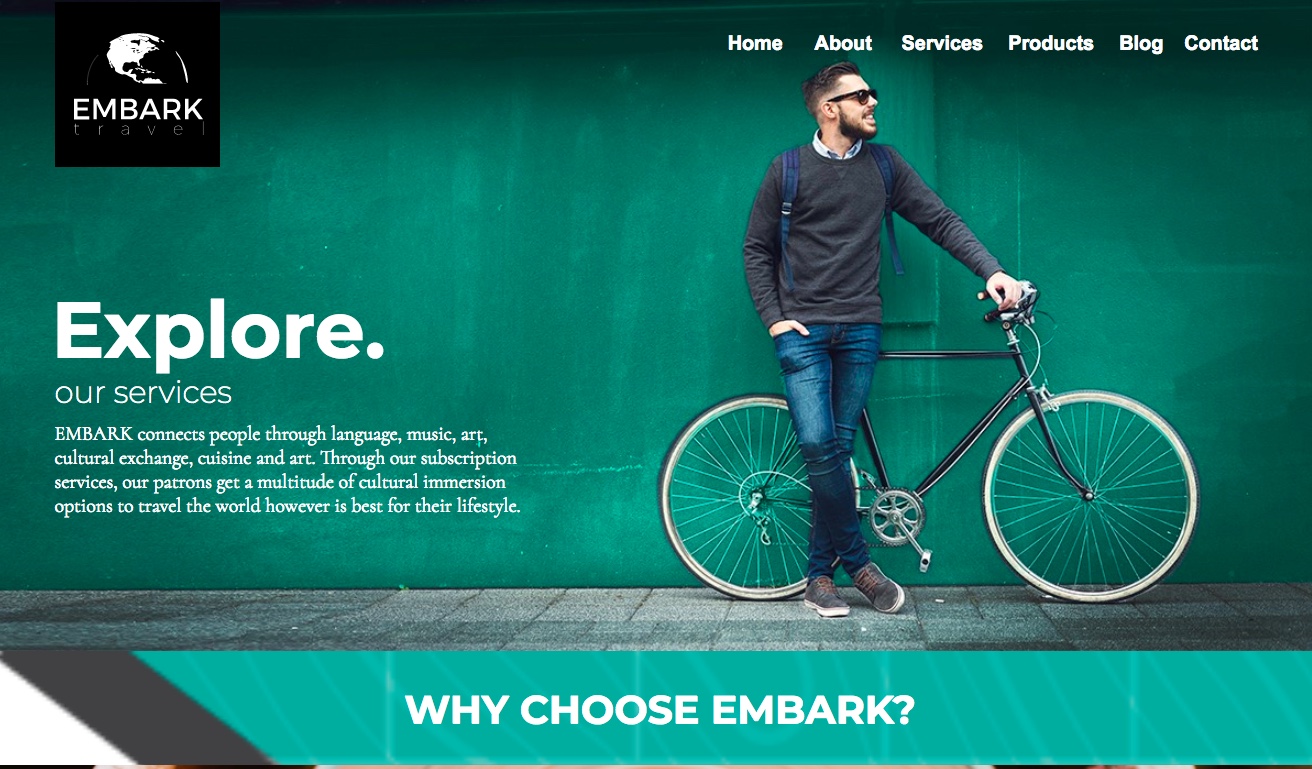 EMBARK
travel
Home About Services Products Blog Contact
Explore.
our services
EMBARK connects people through language, music, art,
cultural exchange, cuisine and art. Through our subscription
services, our patrons get a multitude of cultural immersion
options to travel the world however is best for their lifestyle.
WHY CHOOSE EMBARK?